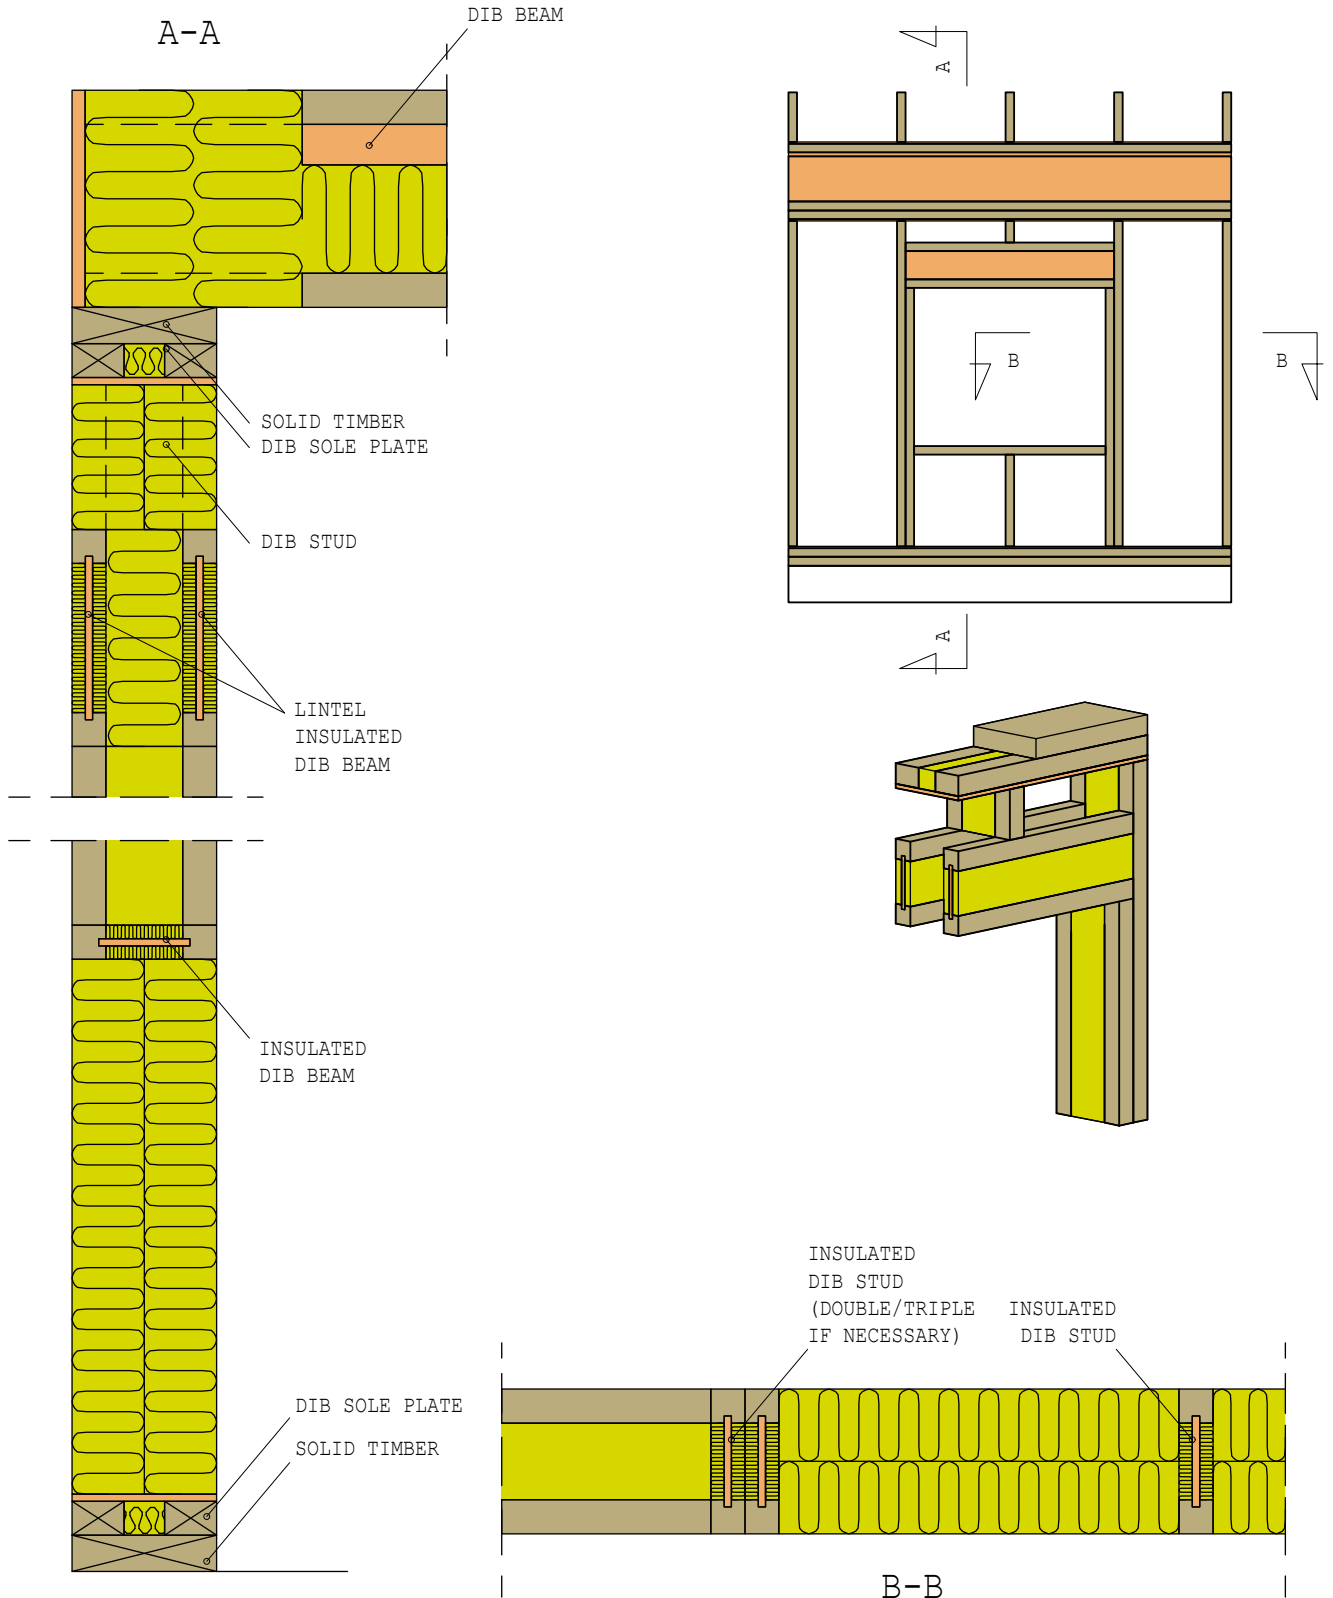 A-A
DIB BEAM
A
SOLID TIMBER
DIB SOLE PLATE
DIB STUD
B
B
A
LINTEL
INSULATED
DIB BEAM
INSULATED
DIB BEAM
INSULATED
DIB STUD
(DOUBLE/TRIPLE
IF NECESSARY)
INSULATED
DIB STUD
DIB SOLE PLATE
SOLID TIMBER
B-B